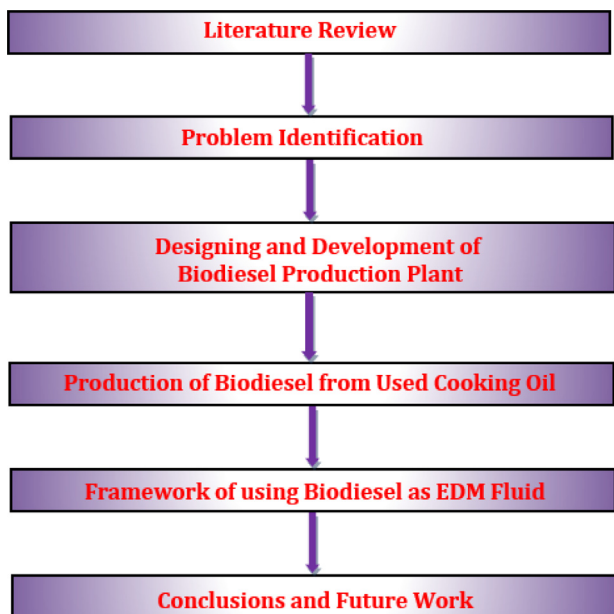 Literature Review
Problem Identification
Designing and Development of
Biodiesel Production Plant
Production of Biodiesel from Used Cooking Oil
Framework of using Biodiesel as EDM Fluid
Conclusions and Future Work